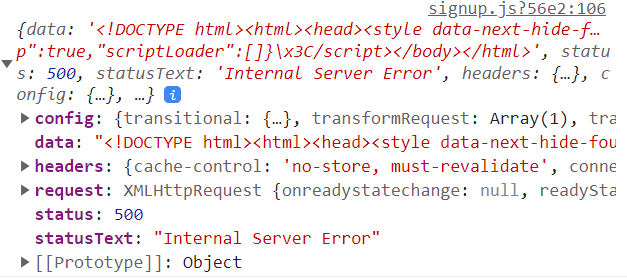 signup.js?56e2:106
{data: '<!DOCTYPE html><html><head><style data-next-hide-f…
p":true,"scriptLoader":[]}\x3C/script></body></html>', statu
s: 500, statusText: 'Internal Server Error', headers: {…}, c
onfig: {…}, …}
config: {transitional: {…}, transformRequest: Array(1), tra
data: "<!DOCTYPE html><html><head><style data-next-hide-fou
headers: {cache-control: 'no-store, must-revalidate', conne
request: XMLHttpRequest {onreadystatechange: null, readySta
status: 500
statusText: "Internal Server Error"
[[Prototype]]: Object